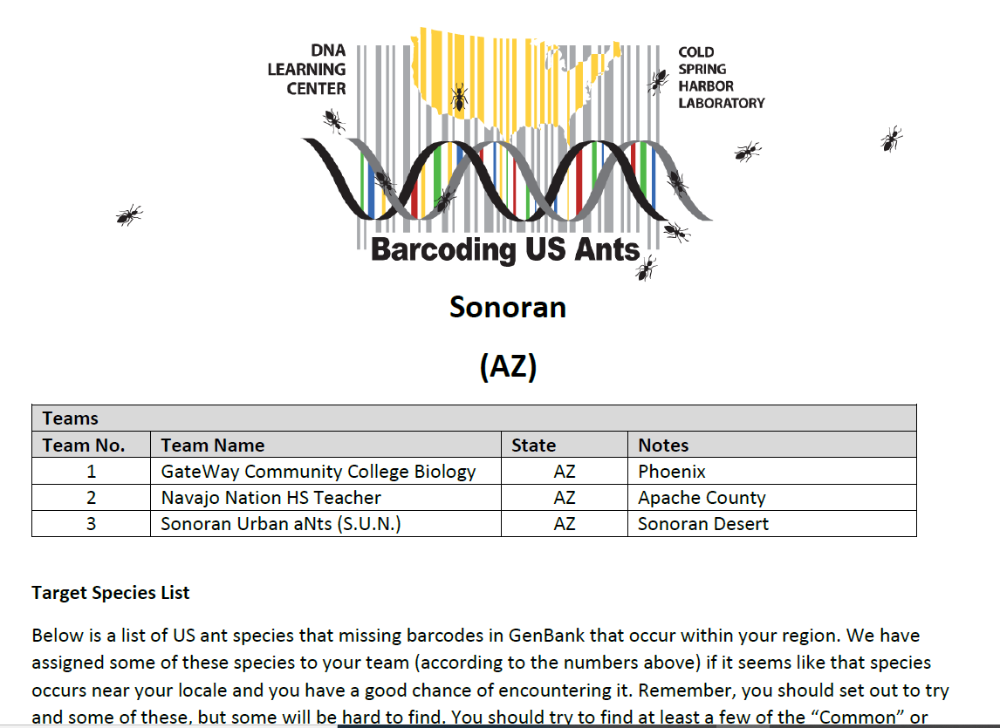 DNA
LEARNING
CENTER
COLD
SPRING
HARBOR
LABORATORY
Barcoding US Ants
Sonoran
(AZ)
Teams
Team No. Team Name State Notes
1 GateWay Community College Biology AZ Phoenix
2 Navajo Nation HS Teacher AZ Apache County
3 Sonoran Urban aNts (S.U.N.) AZ Sonoran Desert
Target Species List
Below is a list of US ant species that missing barcodes in GenBank that occur within your region. We have
assigned some of these species to your team (according to the numbers above) if it seems like that species
occurs near your locale and you have a good chance of encountering it. Remember, you should set out to try
and some of these, but some will be hard to find. You should try to find at least a few of the “Common” or